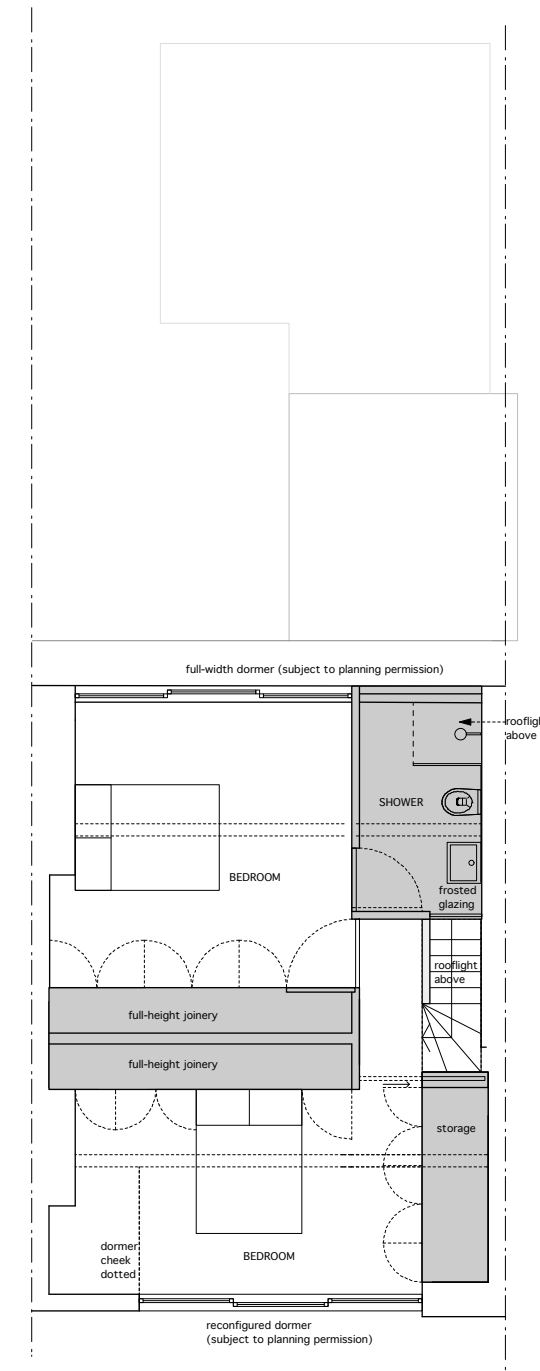 full-width dormer (subject to planning permission)
above
SHOWER
BEDROOM
frosted
glazing
rooflight
above
full-height joinery
full-height joinery
storage
dormer
cheek
dotted
BEDROOM
reconfigured dormer
(subject to planning permission)